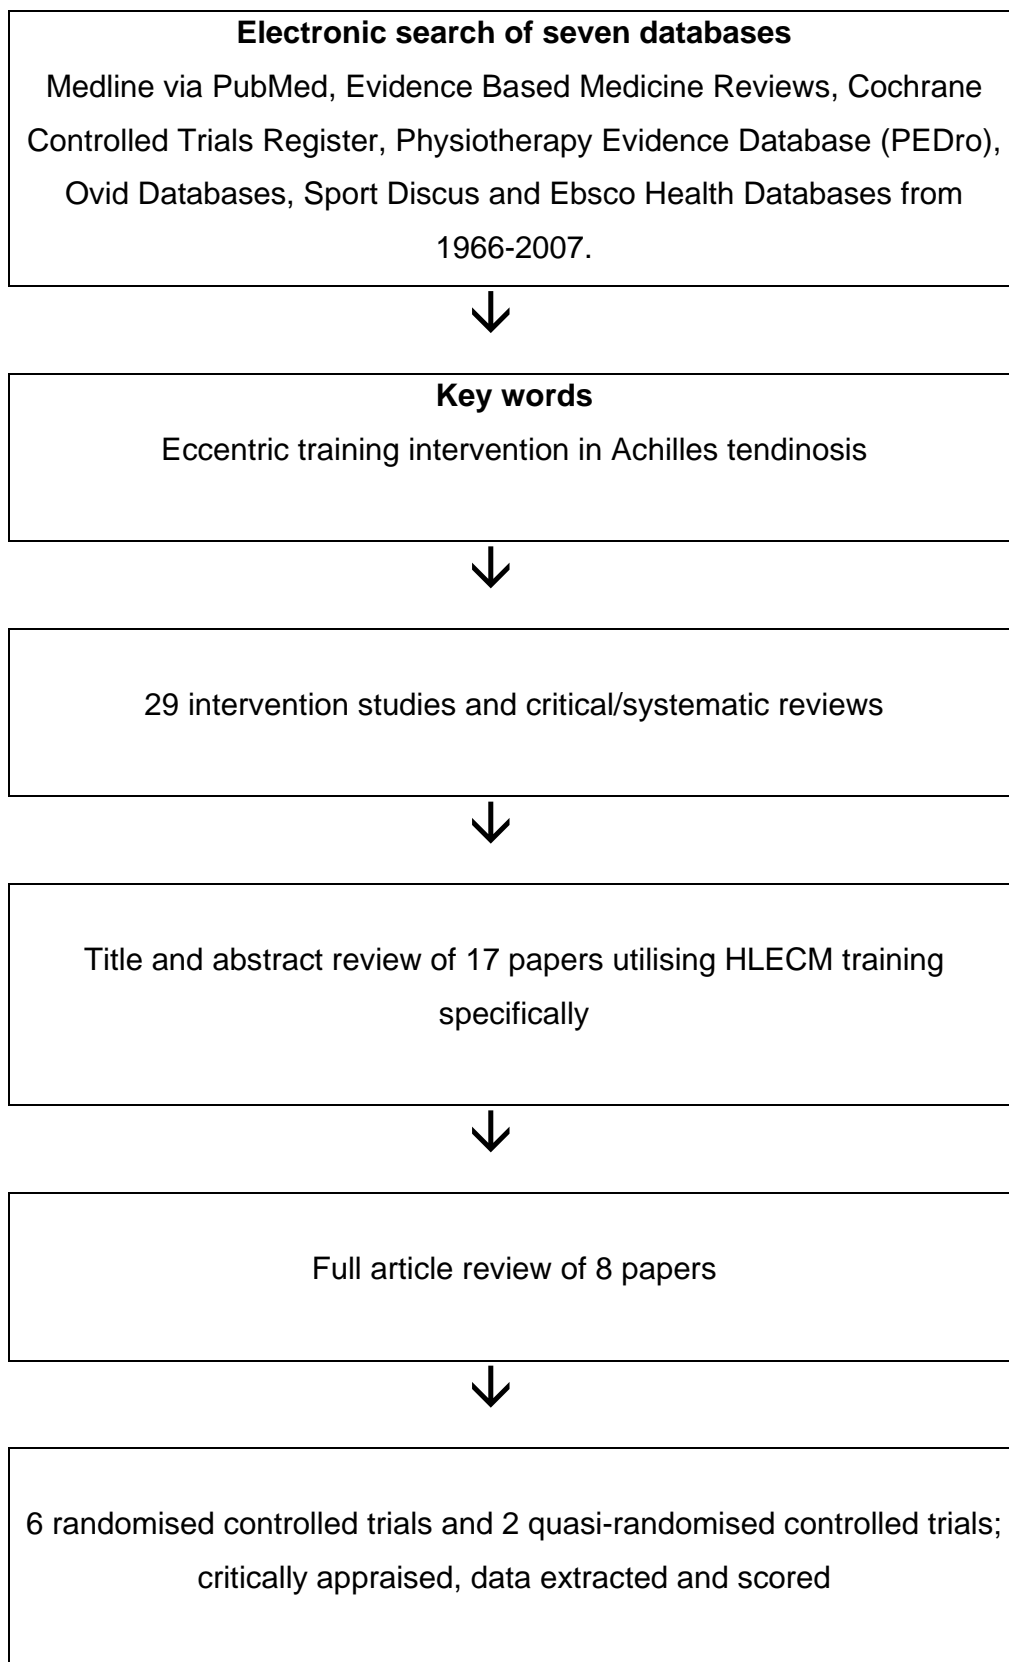 Electronic search of seven databases
Medline via PubMed, Evidence Based Medicine Reviews, Cochrane
Controlled Trials Register, Physiotherapy Evidence Database (PEDro),
Ovid Databases, Sport Discus and Ebsco Health Databases from
1966-2007.
Key words
Eccentric training intervention in Achilles tendinosis
29 intervention studies and critical/systematic reviews
Title and abstract review of 17 papers utilising HLECM training
specifically
Full article review of 8 papers
6 randomised controlled trials and 2 quasi-randomised controlled trials;
critically appraised, data extracted and scored